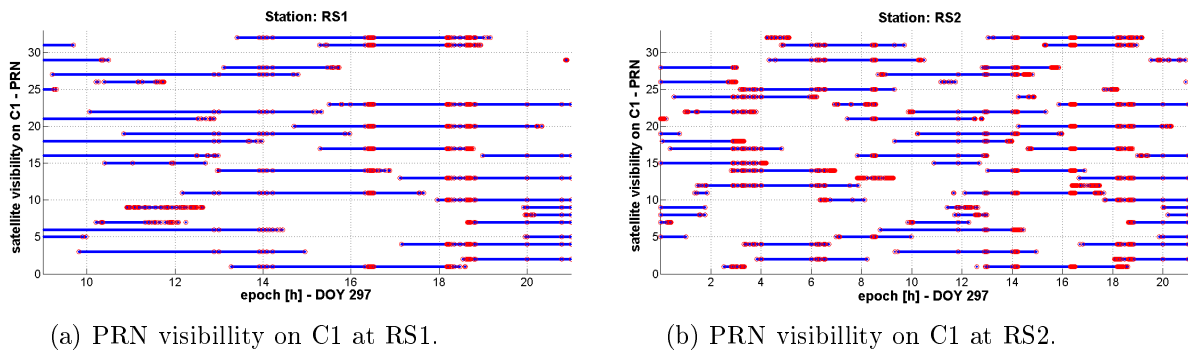 Station: RS1
satellite visibility on C1 - PRN
30
25
20
15
10
5
0
10 12 14 16 18 20
epoch [h] - DOY 297
(a) PRN visibillity on C1 at RS1.
Station: RS2
satellite visibility on C1 - PRN
30
25
20
15
10
5
0
0 2 4 6 8 10 12 14 16 18 20
epoch [h] - DOY 297
(b) PRN visibility on C1 at RS2.